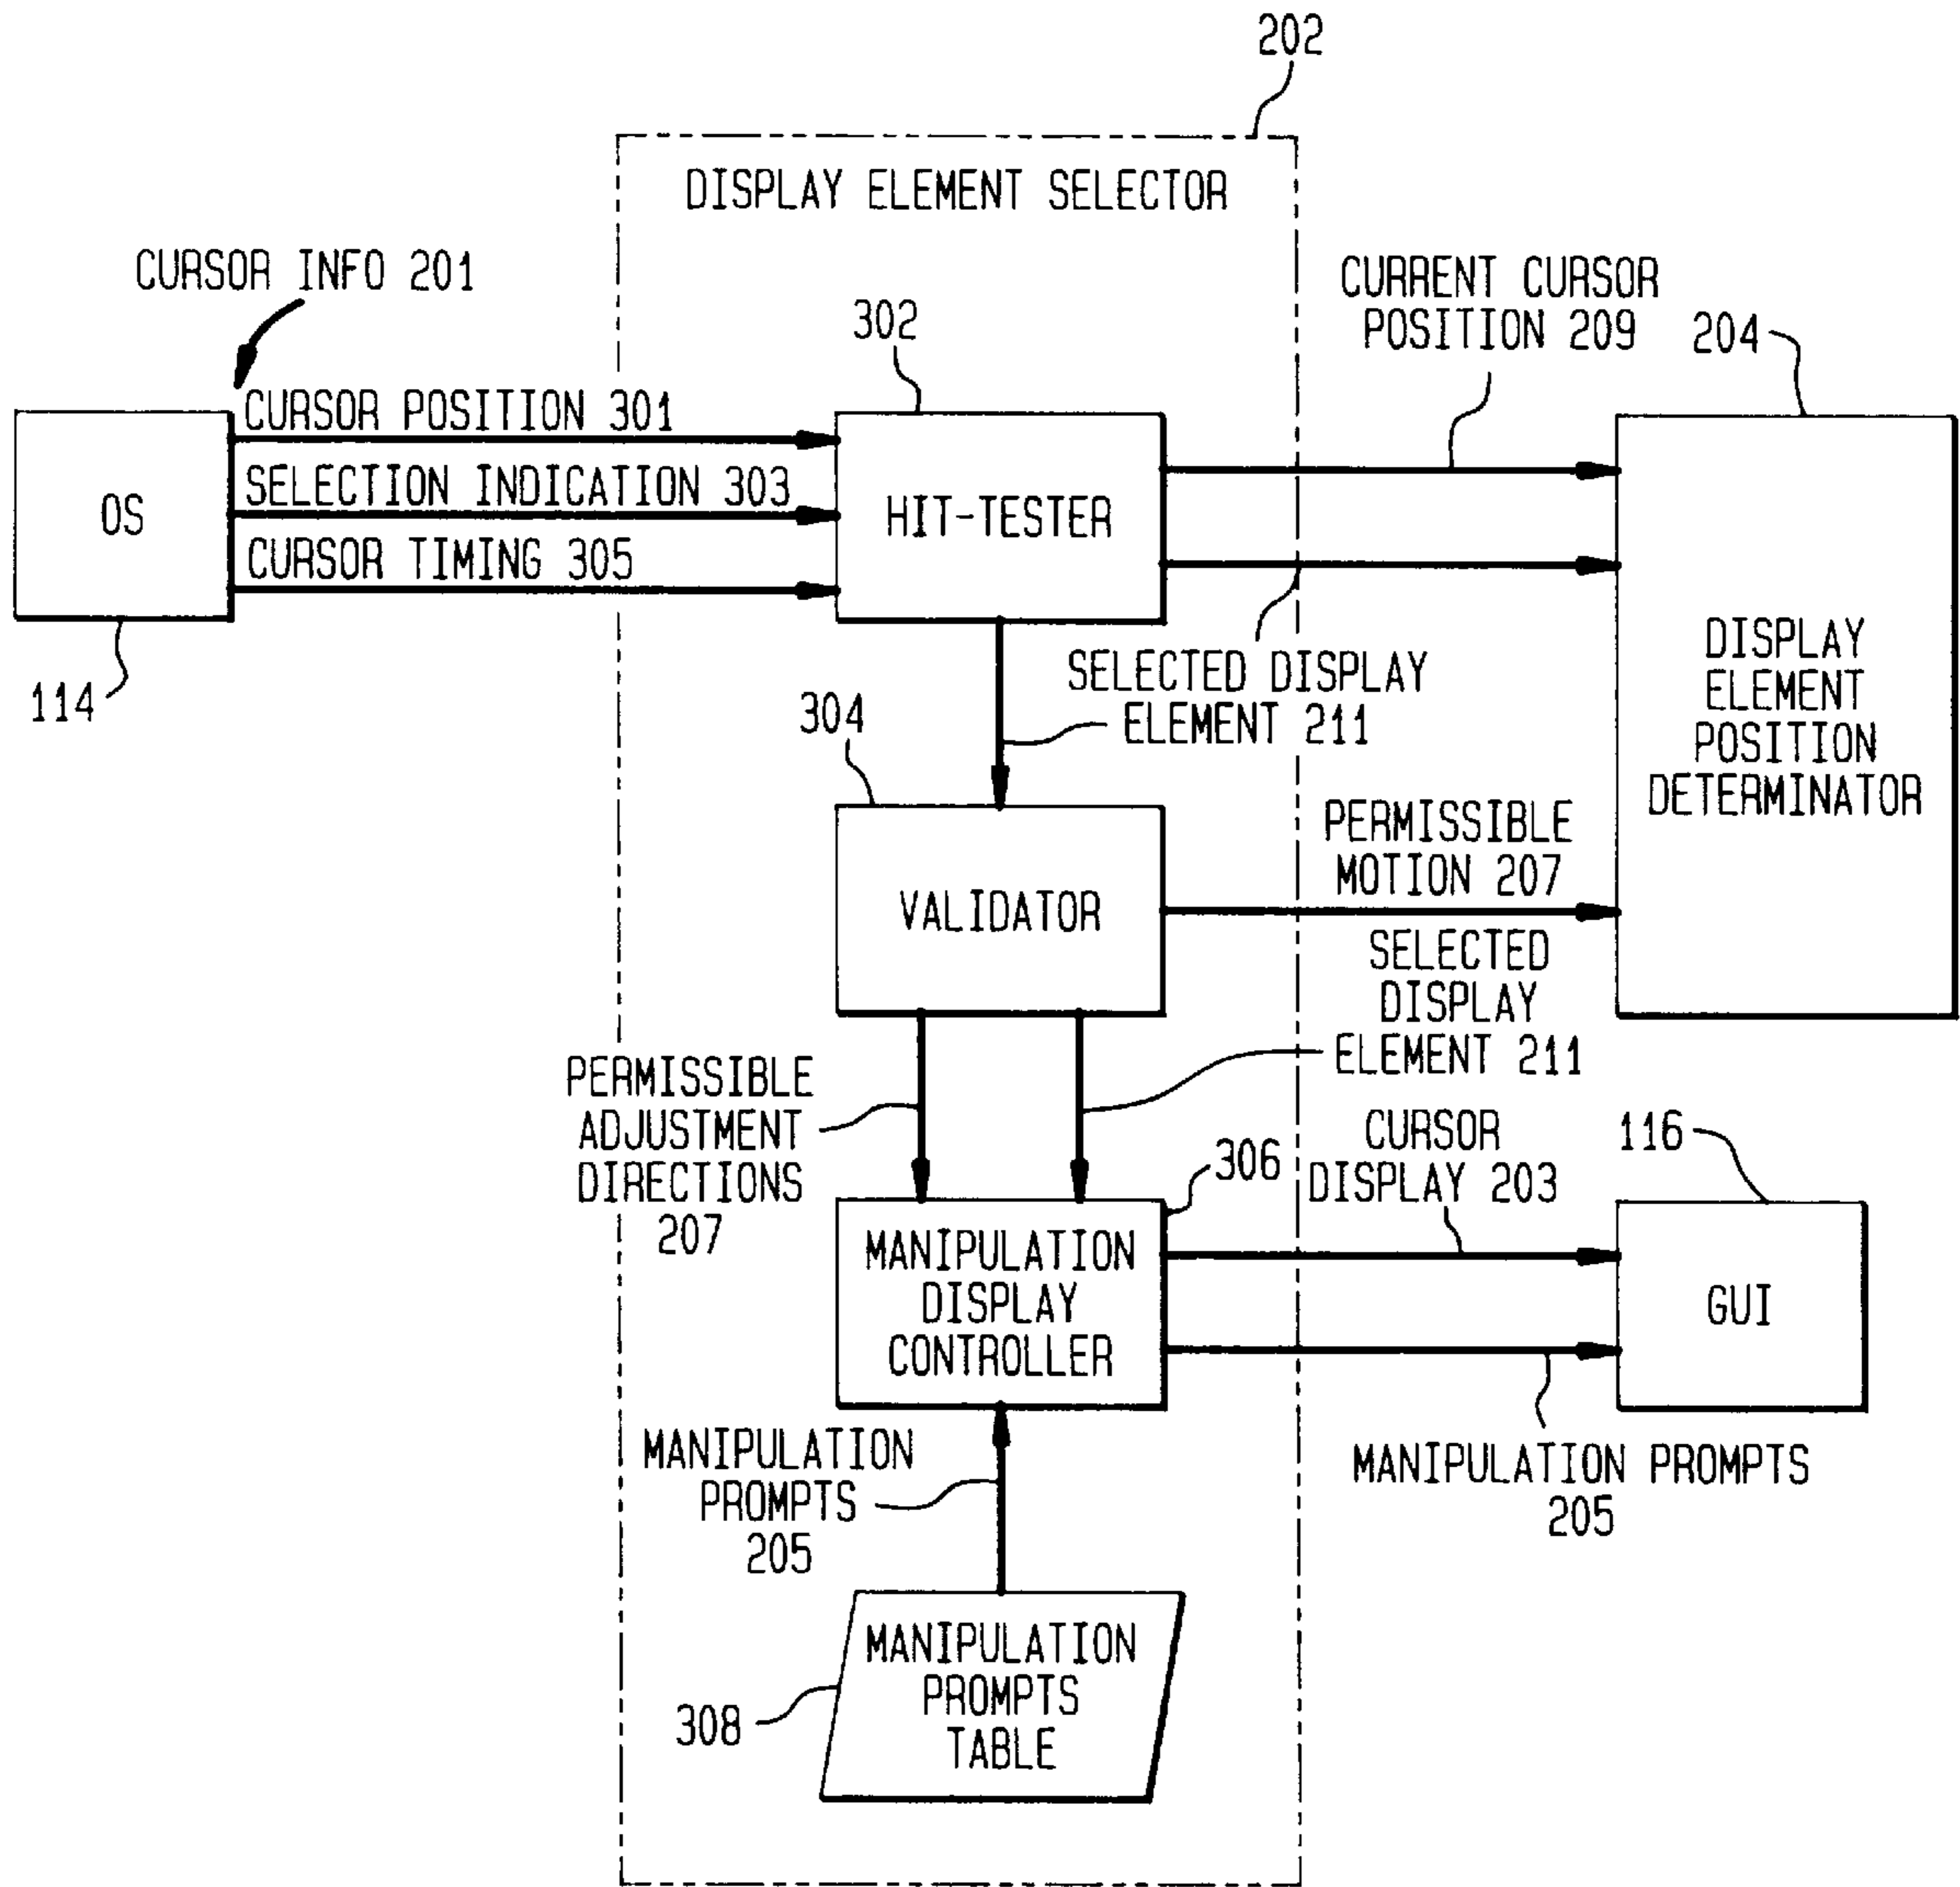 202
DISPLAY ELEMENT SELECTOR
CURSOR INFO 201
302
CURRENT CURSOR
POSITION 209
204
CURSOR POSITION 301
SELECTION INDICATION 303
CURSOR TIMING 305
OS
114
HIT-TESTER
SELECTED DISPLAY
ELEMENT 211
DISPLAY
ELEMENT
POSITION
DETERMINATOR
304
VALIDATOR
PERMISSIBLE
MOTION 207
SELECTED
DISPLAY
ELEMENT 211
PERMISSIBLE
ADJUSTMENT
DIRECTIONS
207
306
CURSOR
DISPLAY 203
116
MANIPULATION
DISPLAY
CONTROLLER
GUI
MANIPULATION
PROMPTS
205
MANIPULATION PROMPTS
205
308
MANIPULATION
PROMPTS
TABLE